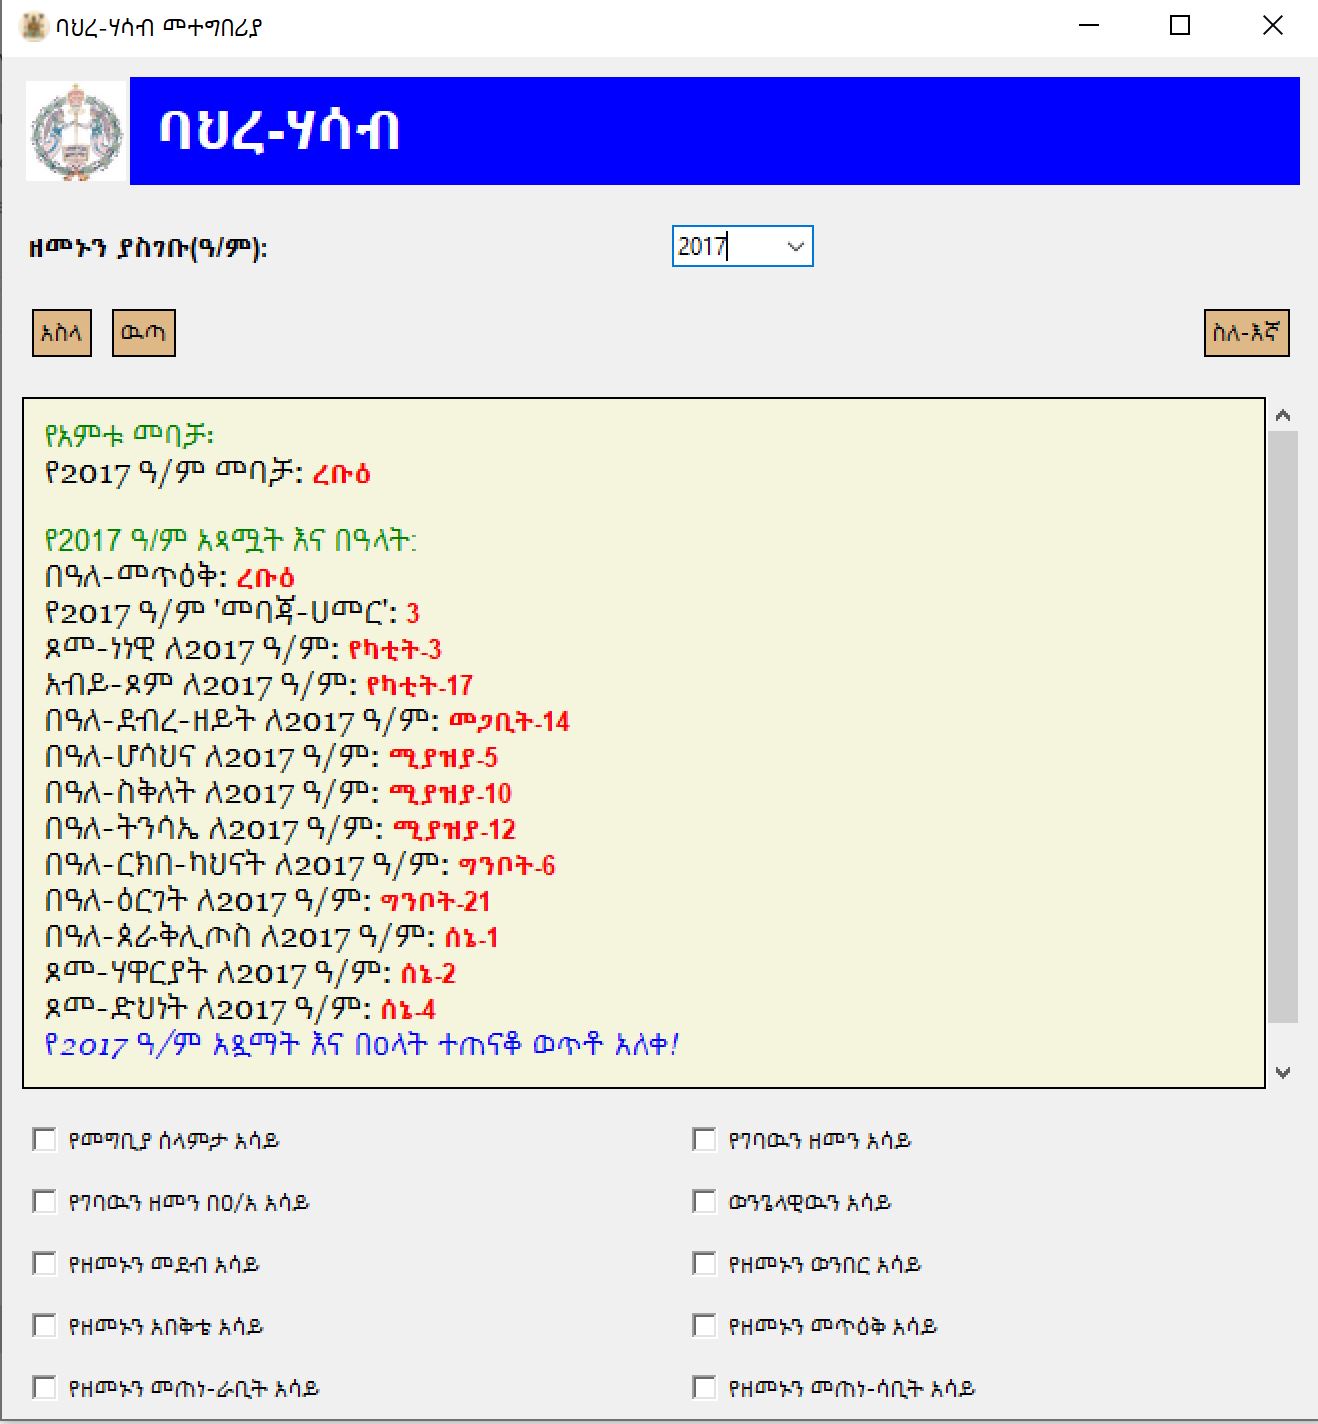 ባህረ-ሃሳብ መተግበሪያ
ባህረ-ሃሳብ
ዘመኑን ያስገቡ(ዓ/ም):
2017
አስላ
ዉጣ
ስለ-እኛ
የአምቱ መባቻ፡
የ2017 ዓ/ም መባቻ: ረቡዕ
የ2017 ዓ/ም አጿሟት እና በዓላት:
በዓለ-መጥዕቅ: ረቡዕ
የ2017 ዓ/ም 'መባጃ-ሀመር': 3
ጾመ-ነነዊ ለ2017 ዓ/ም: የካቲት-3
አብይ-ጾም ለ2017 ዓ/ም: የካቲት-17
በዓለ-ደብረ-ዘይት ለ2017 ዓ/ም: መጋቢት-14
በዓለ-ሆሳህና ለ2017 ዓ/ም: ሚያዝያ-5
በዓለ-ስቅለት ለ2017 ዓ/ም: ሚያዝያ-10
በዓለ-ትንሳኤ ለ2017 ዓ/ም: ሚያዝያ-12
በዓለ-ርክበ-ካህናት ለ2017 ዓ/ም: ግንቦት-6
በዓለ-ዕርገት ለ2017 ዓ/ም: ግንቦት-21
በዓለ-ጰራቅሊጦስ ለ2017 ዓ/ም: ሰኔ-1
ጾመ-ሃዋርያት ለ2017 ዓ/ም: ሰኔ-2
ጾመ-ድህነት ለ2017 ዓ/ም: ሰኔ-4
የ2017 ዓ/ም አጿማት እና በዐላት ተጠናቆ ወጥቶ አለቀ!
የመግቢያ ሰላምታ አሳይ
የገባዉን ዘመን አሳይ
የገባዉን ዘመን በዐ/አ አሳይ
ወንጌላዊዉን አሳይ
የዘመኑን መደብ አሳይ
የዘመኑን ወንበር አሳይ
የዘመኑን አበቅቴ አሳይ
የዘመኑን መጥዕቅ አሳይ
የዘመኑን መጠነ-ራቢት አሳይ
የዘመኑን መጠነ-ሳቢት አሳይ